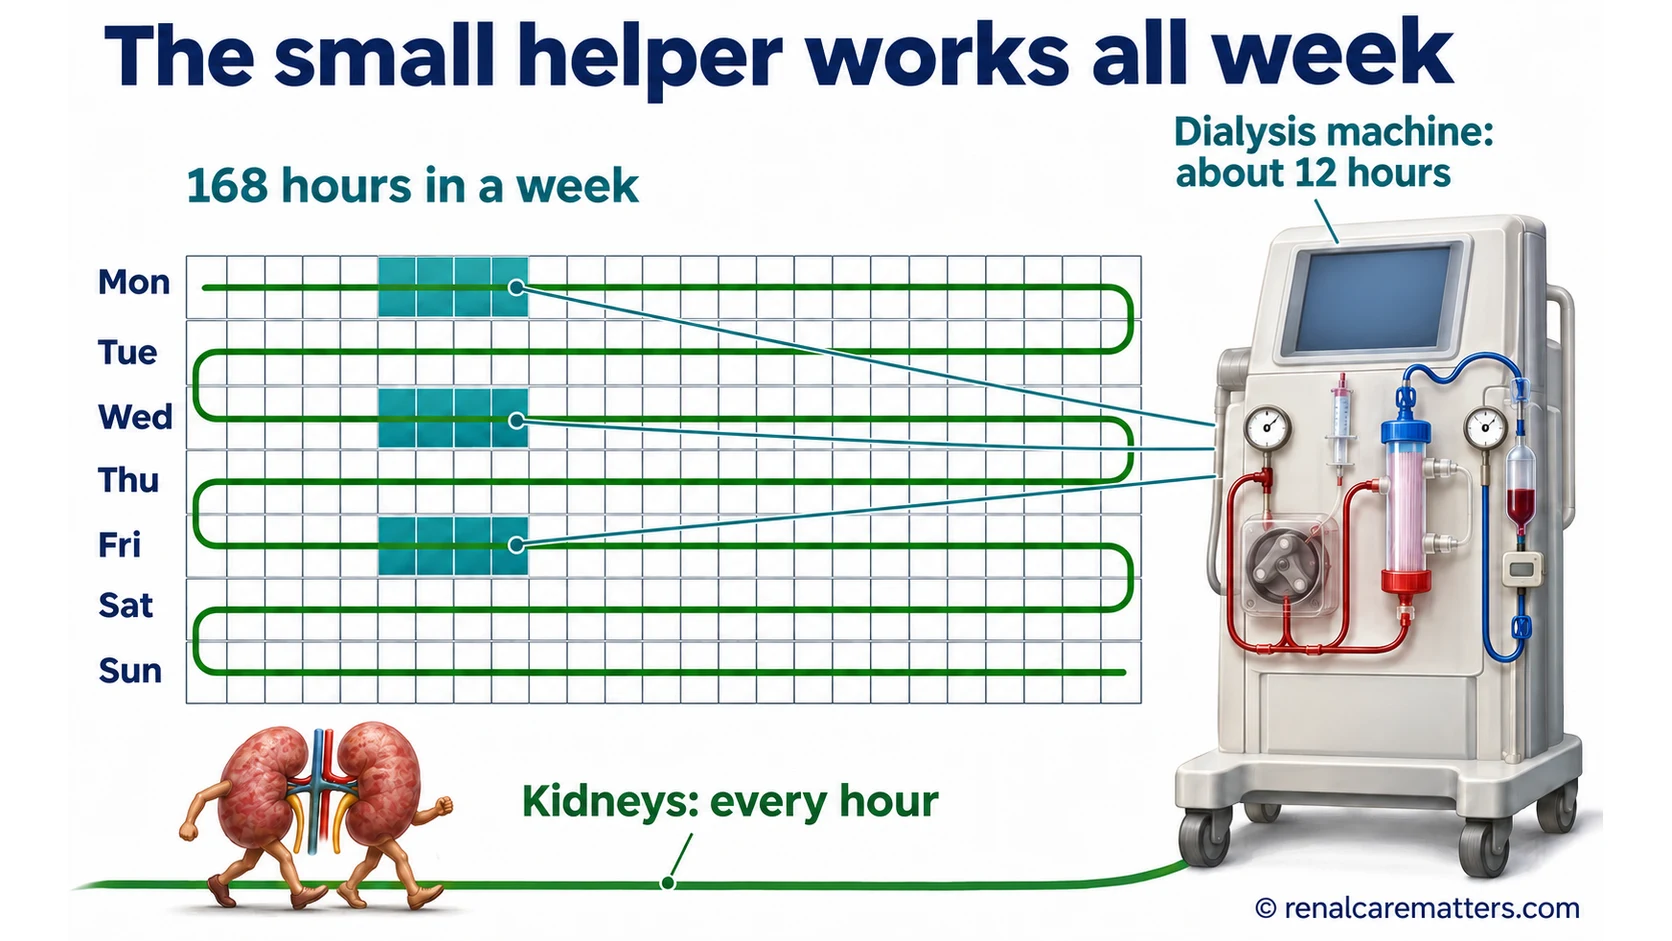 The small helper works all week
Dialysis machine:
about 12 hours
168 hours in a week
Mon
Tue
Wed
Thu
Fri
Sat
Sun
Kidneys: every hour
© renalcarematters.com